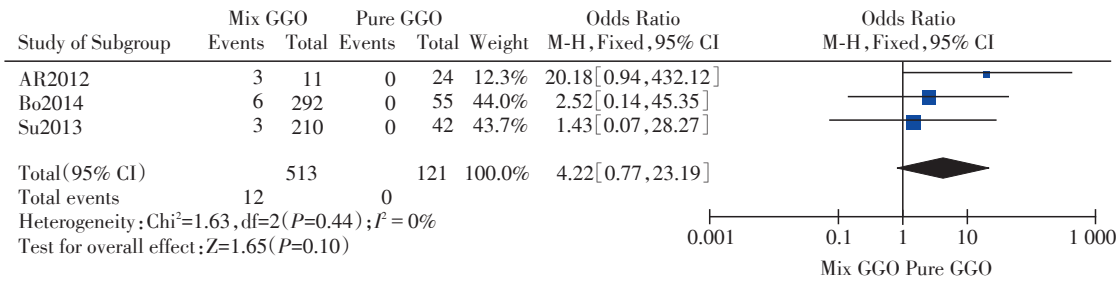 Mix GGO Pure GGO Odds Ratio Odds Ratio
Study of Subgroup Events Total Events Total Weight M-H,Fixed,95% CI M-H,Fixed,95% CI
AR2012 3 11 0 24 12.3% 20.18[0.94,432.12]
Bo2014 6 292 0 55 44.0% 2.52[0.14,45.35]
Su2013 3 210 0 42 43.7% 1.43[0.07,28.27]
Total(95% CI) 513 121 100.0% 4.22[0.77,23.19]
Total events 12 0
Heterogeneity:Chi²=1.63,df=2(P=0.44);I²=0%
Test for overall effect:Z=1.65(P=0.10)
0.001 0.1 1 10 1 000
Mix GGO Pure GGO